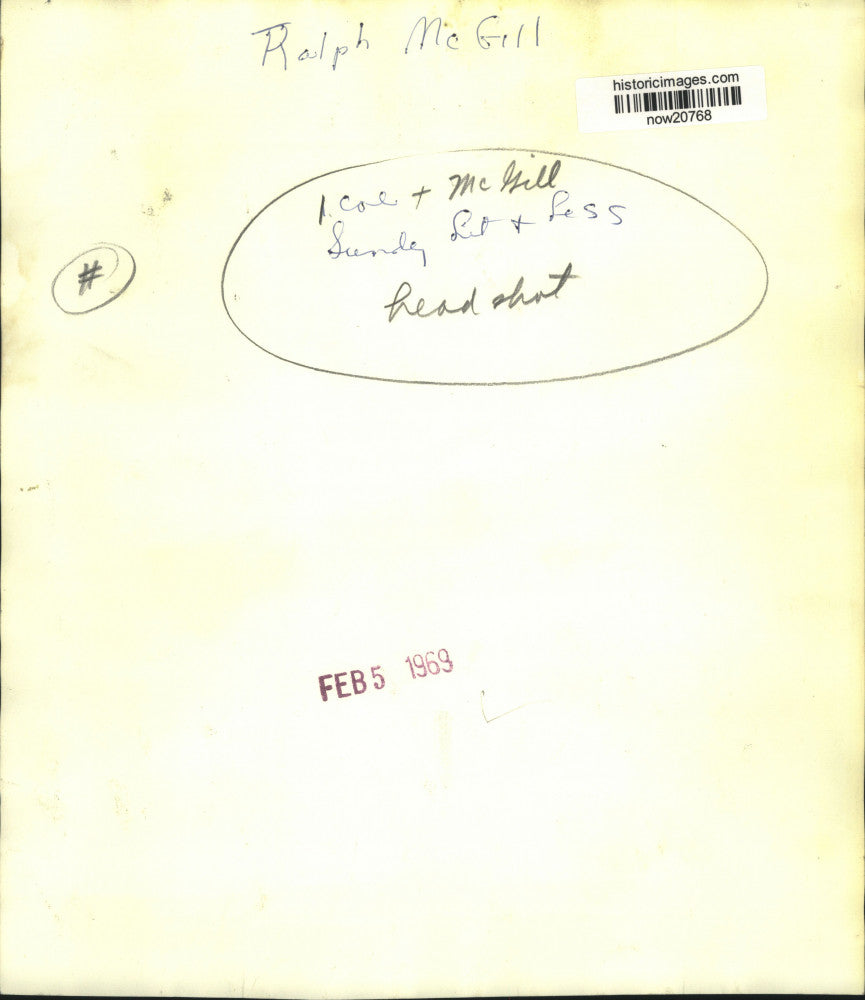 Ralph McGill
historicimages.com
now20768
1 col + McGill
Sunday Lit + Less
head shot
#
FEB 5 1969